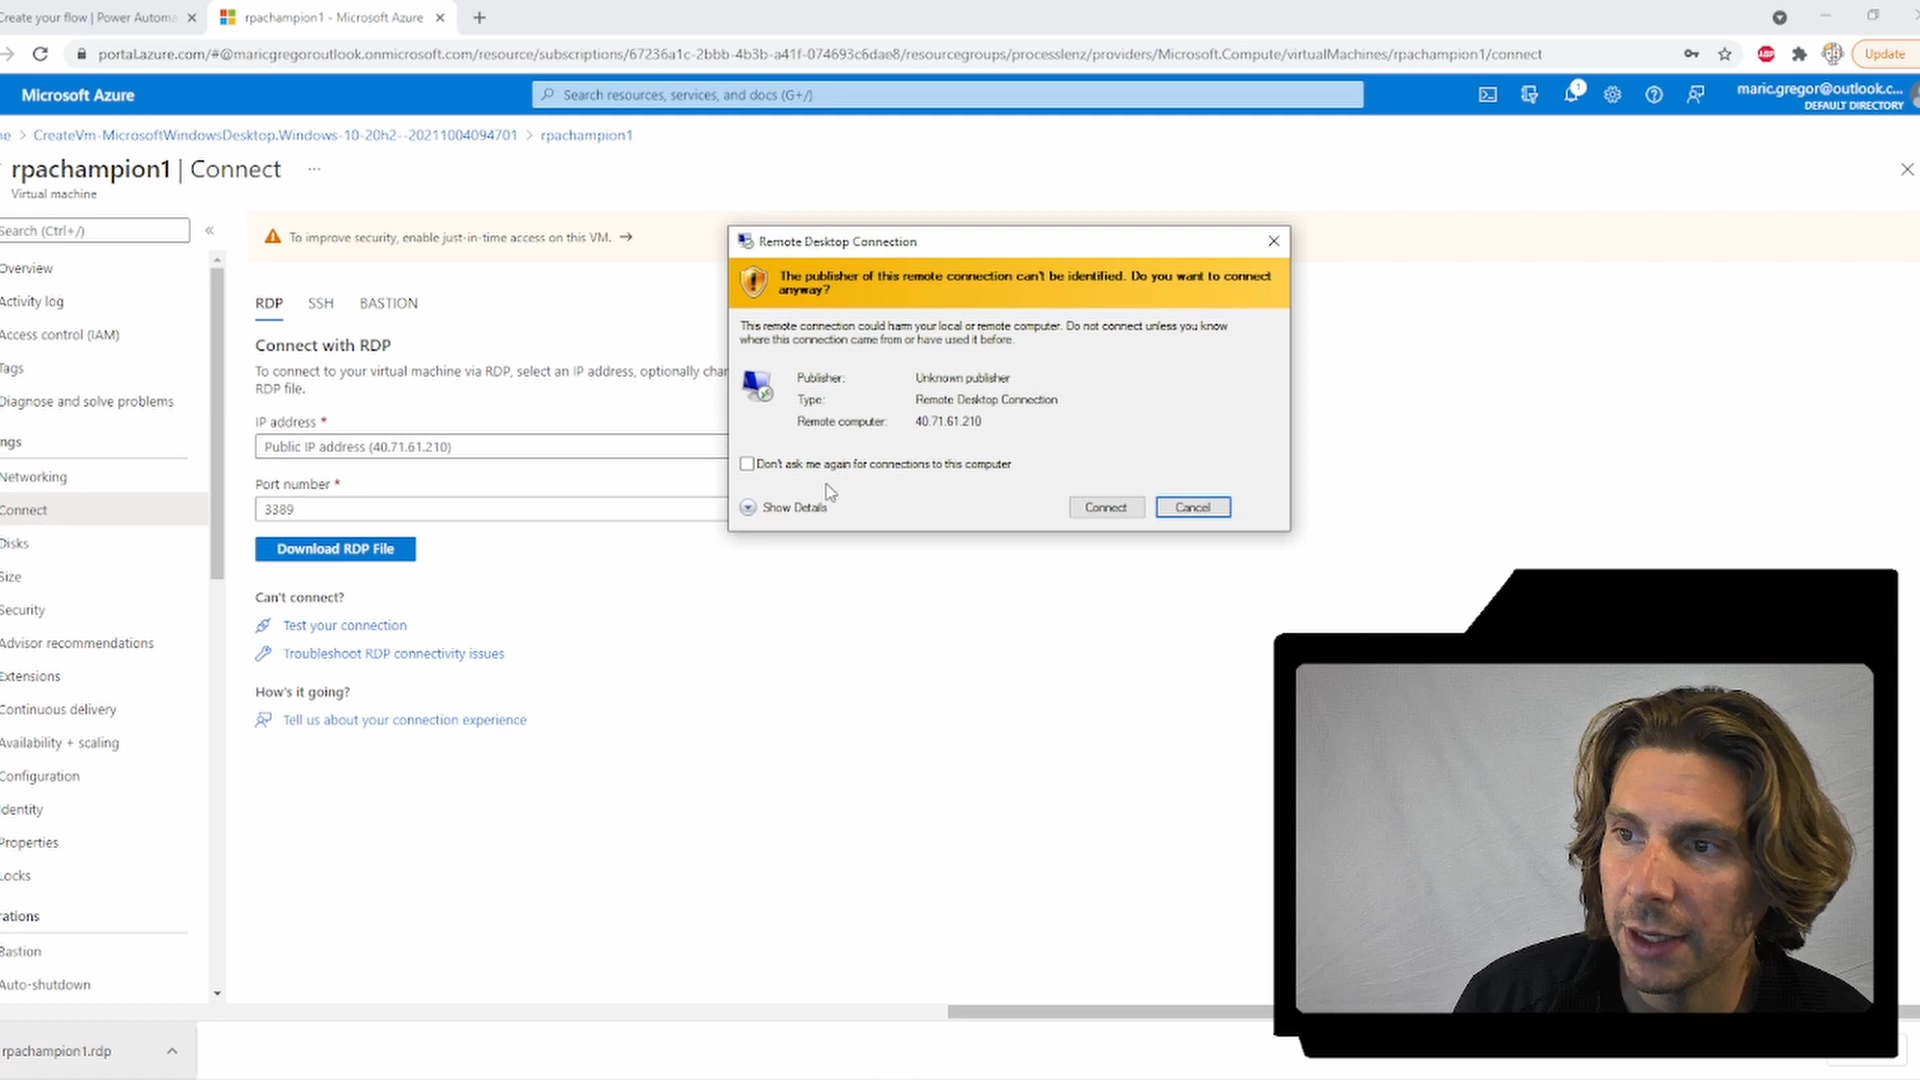 Create your flow | Power Automa
rpachampion1 - Microsoft Azure
portal.azure.com/#@maricgregoroutlook.onmicrosoft.com/resource/subscriptions/67236a1c-2bbb-4b3b-a41f-074693c6dae8/resourcegroups/processlenz/providers/Microsoft.Compute/virtualMachines/rpachampion1/connect
Update
Microsoft Azure
Search resources, services, and docs (G+/)
1
maric.gregor@outlook.c...
DEFAULT DIRECTORY
me > CreateVm-MicrosoftWindowsDesktop.Windows-10-20h2--20211004094701 > rpachampion1
rpachampion1 | Connect ...
Virtual machine
Search (Ctrl+/)
«
Overview
Activity log
Access control (IAM)
Tags
Diagnose and solve problems
ngs
Networking
Connect
Disks
Size
Security
Advisor recommendations
Extensions
Continuous delivery
Availability + scaling
Configuration
Identity
Properties
Locks
rations
Bastion
Auto-shutdown
To improve security, enable just-in-time access on this VM. →
RDP SSH BASTION
Connect with RDP
To connect to your virtual machine via RDP, select an IP address, optionally chan
RDP file.
IP address *
Public IP address (40.71.61.210)
Port number *
3389
Download RDP File
Can't connect?
Test your connection
Troubleshoot RDP connectivity issues
How's it going?
Tell us about your connection experience
Remote Desktop Connection
The publisher of this remote connection can't be identified. Do you want to connect
anyway?
This remote connection could harm your local or remote computer. Do not connect unless you know
where this connection came from or have used it before.
Publisher: Unknown publisher
Type: Remote Desktop Connection
Remote computer: 40.71.61.210
Don't ask me again for connections to this computer
Show Details
Connect
Cancel
rpachampion1.rdp